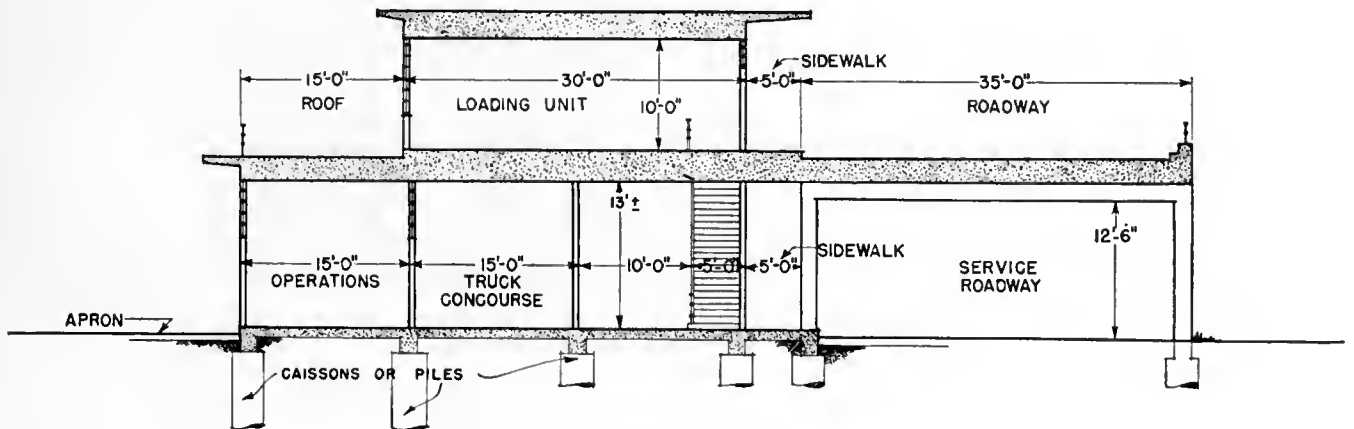 SIDEWALK
15'-0" 30'-0" 5'-0" 35'-0"
ROOF LOADING UNIT 10'-0" ROADWAY
13'±
12'-6"
SIDEWALK
15'-0" 15'-0" 10'-0" 5'-0" 5'-0"
OPERATIONS TRUCK SERVICE
CONCOURSE ROADWAY
APRON
CAISSONS OR PILES